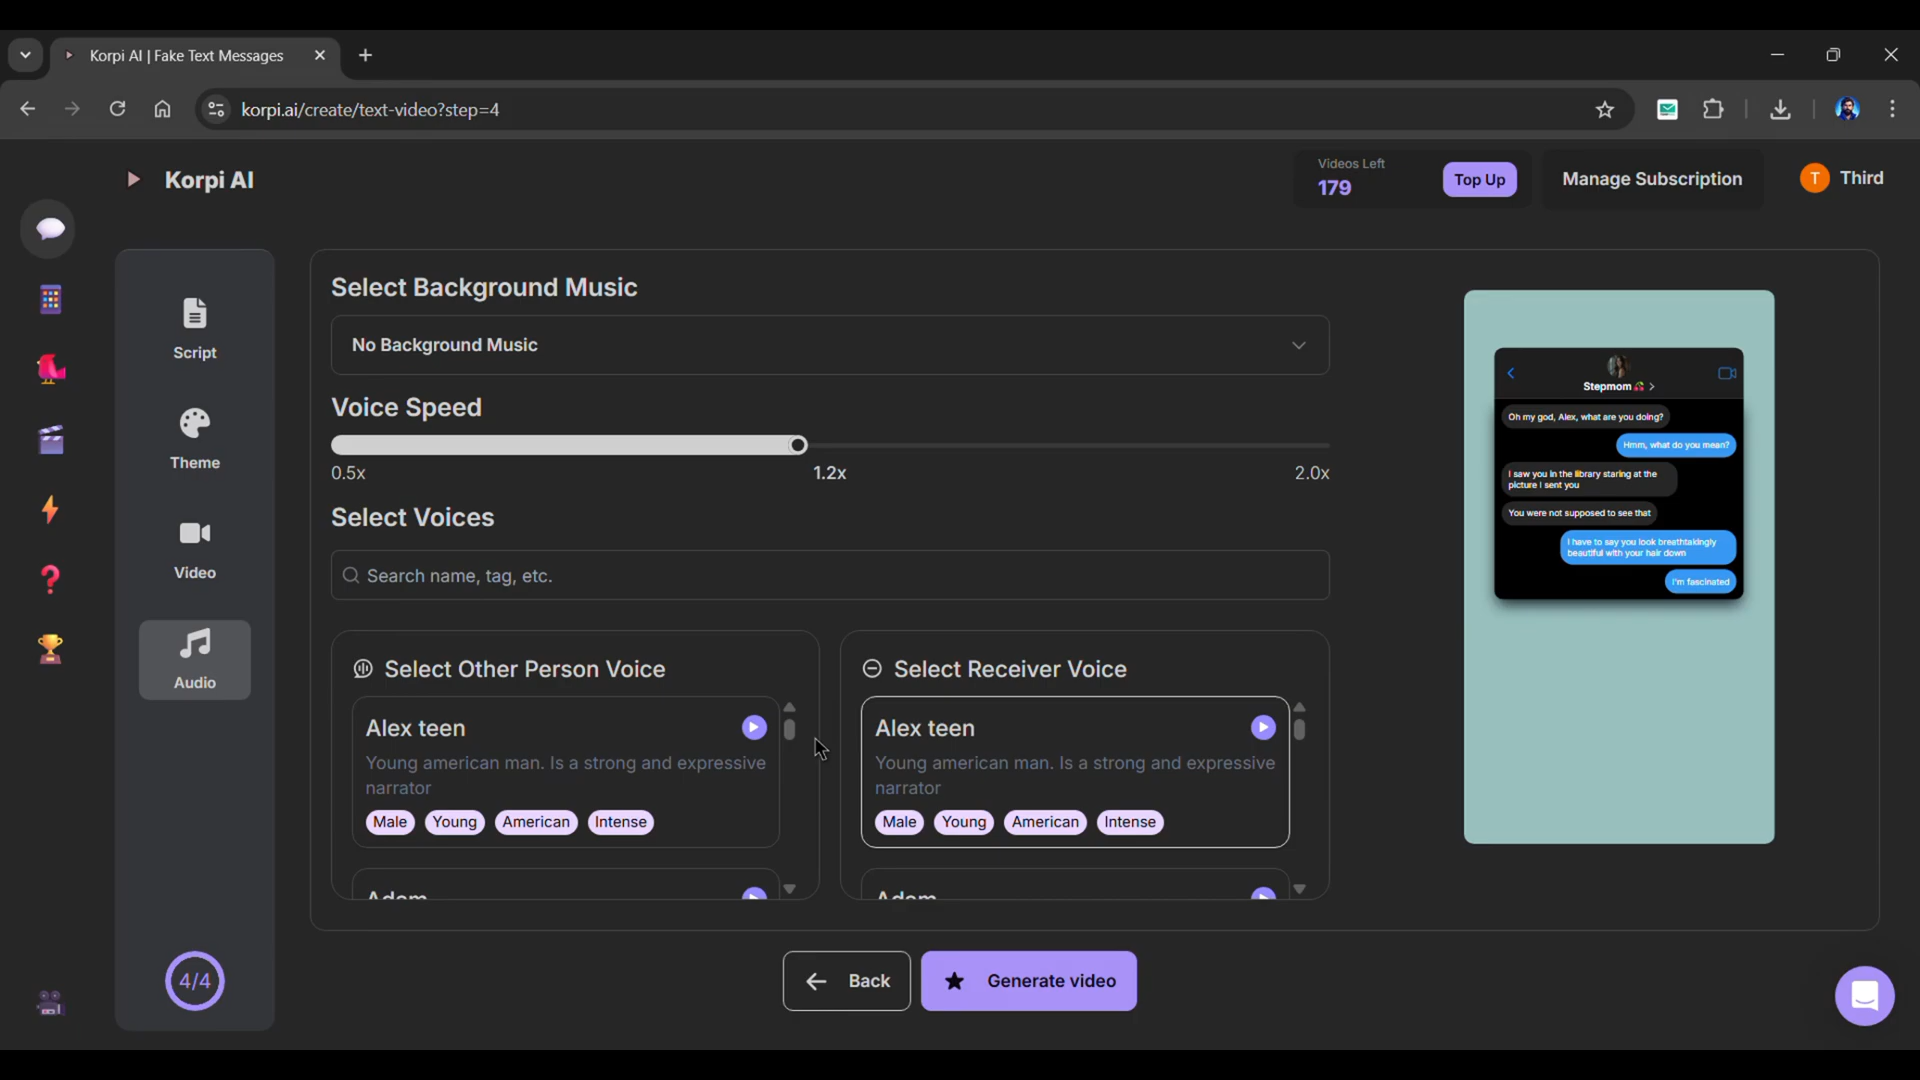 Korpi AI | Fake Text Messages
korpi.ai/create/text-video?step=4
Korpi AI
Videos Left
179
Top Up
Manage Subscription
T
Third
Script
Theme
Video
Audio
4/4
Select Background Music
No Background Music
Voice Speed
0.5x
1.2x
2.0x
Select Voices
Search name, tag, etc.
Select Other Person Voice
Alex teen
Young american man. Is a strong and expressive
narrator
Male Young American Intense
Adam
Select Receiver Voice
Alex teen
Young american man. Is a strong and expressive
narrator
Male Young American Intense
Adam
Back
Generate video
Stepmom🍒 >
Oh my god, Alex, what are you doing?
Hmm, what do you mean?
I saw you in the library staring at the
picture I sent you
You were not supposed to see that
I have to say you look breathtakingly
beautiful with your hair down
I'm fascinated